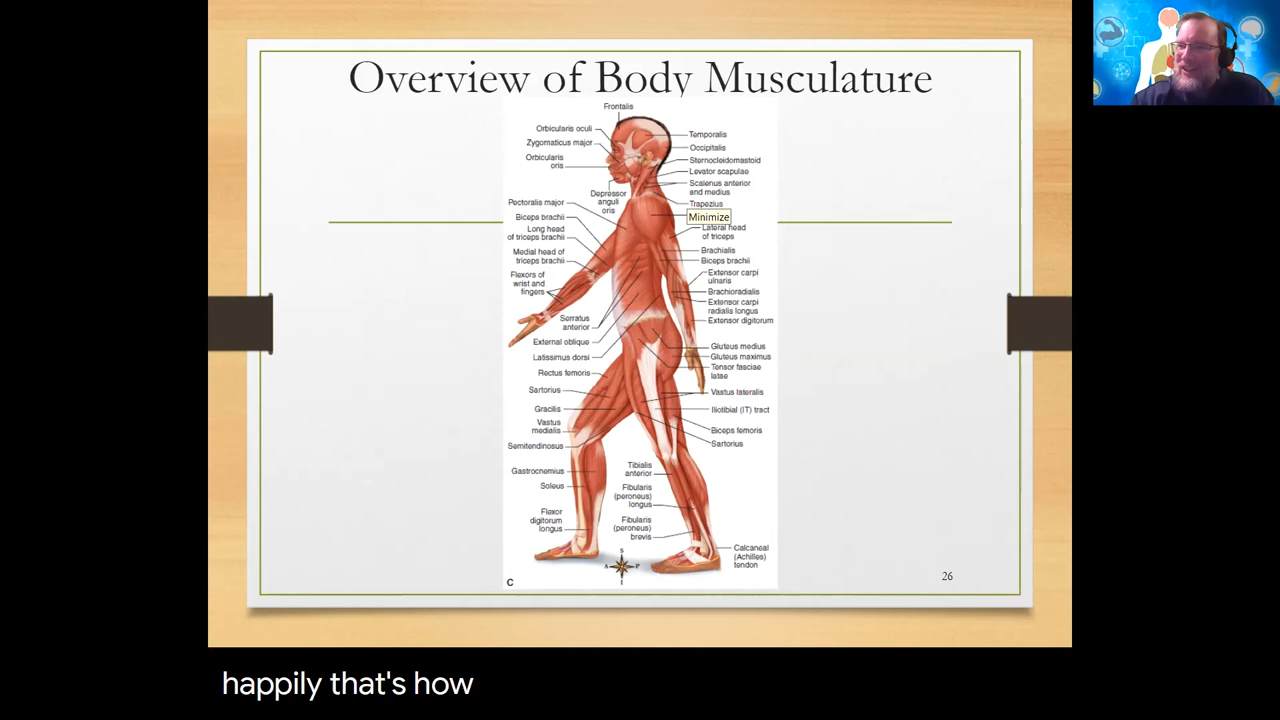 Overview of Body Musculature
Frontalis
Orbicularis oculi
Zygomaticus major
Orbicularis
oris
Depressor
anguli
oris
Pectoralis major
Biceps brachii
Long head
of triceps brachii
Medial head of
triceps brachii
Flexors of
wrist and
fingers
Serratus
anterior
External oblique
Latissimus dorsi
Rectus femoris
Sartorius
Gracilis
Vastus
medialis
Semitendinosus
Gastrocnemius
Soleus
Flexor
digitorum
longus
Temporalis
Occipitalis
Sternocleidomastoid
Levator scapulae
Scalenus anterior
and medius
Trapezius
Minimize
Lateral head
of triceps
Brachialis
Biceps brachii
Extensor carpi
ulnaris
Brachioradialis
Extensor carpi
radialis longus
Extensor digitorum
Gluteus medius
Gluteus maximus
Tensor fasciae
latae
Vastus lateralis
Iliotibial (IT) tract
Biceps femoris
Sartorius
Tibialis
anterior
Fibularis
(peroneus)
longus
Fibularis
(peroneus)
brevis
Calcaneal
(Achilles)
tendon
S
A P
I
C
26
happily that's how